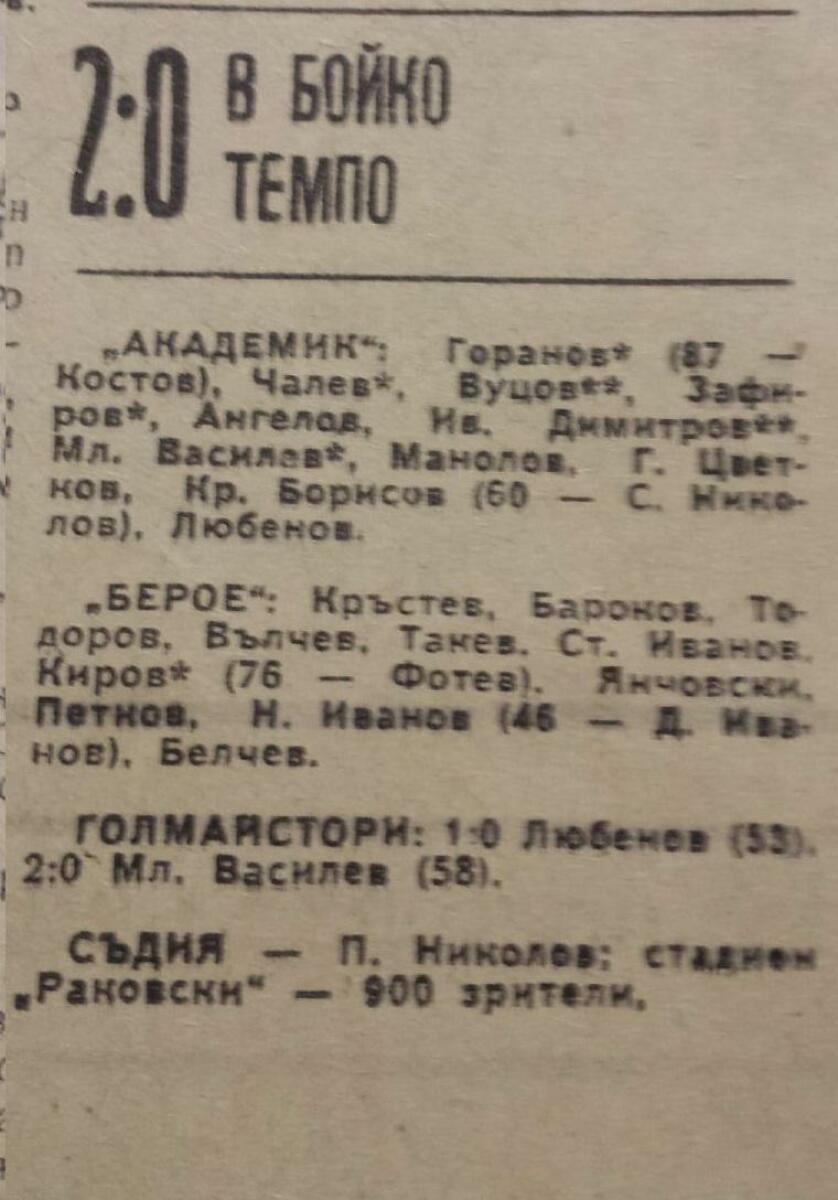 2:0 В БОЙКО
ТЕМПО
„АКАДЕМИК“: Горанов* (87 —
Костов), Чалев*, Вуцов**, Зафи-
ров*, Ангелов, Ив. Димитров**,
Мл. Василев*, Манолов, Г. Цвет-
ков, Кр. Борисов (60 — С. Нико-
лов), Любенов.
„БЕРОЕ“: Кръстев, Бароков, То-
доров, Вълчев, Такев, Ст. Иванов,
Киров* (76 — Фотев), Янчовски,
Петков, Н. Иванов (46 — Д. Ива-
нов), Белчев.
ГОЛМАЙСТОРИ: 1:0 Любенов (53),
2:0 Мл. Василев (58).
СЪДИЯ — П. Николов; стадион
„Раковски“ — 900 зрители.